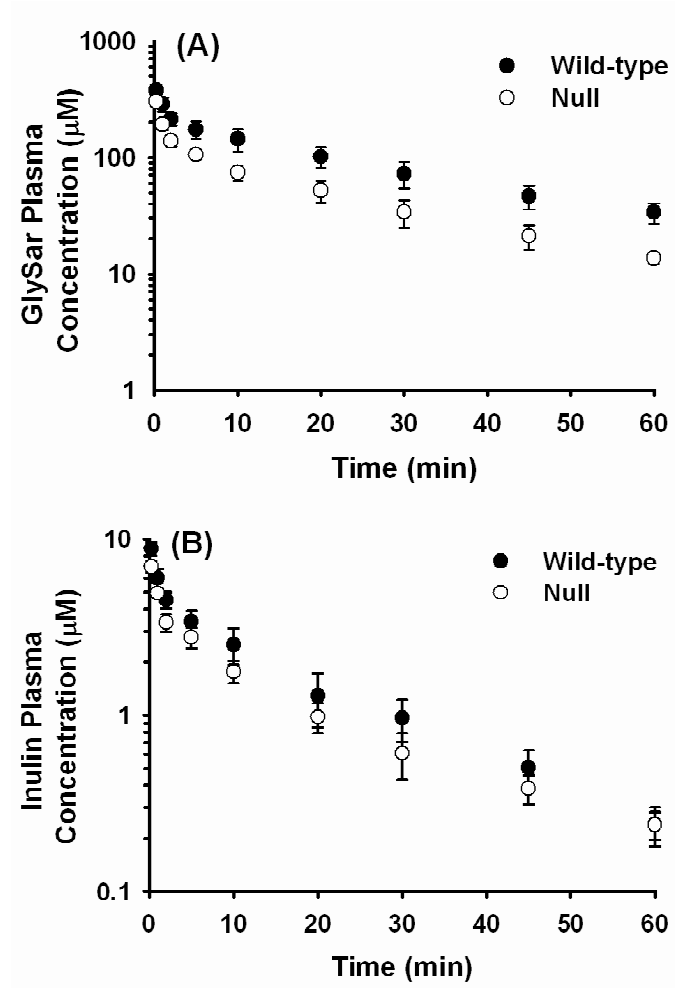 (A)
Wild-type
Null
GlySar Plasma
Concentration (μM)
1000
100
10
1
0 10 20 30 40 50 60
Time (min)
(B)
Wild-type
Null
Inulin Plasma
Concentration (μM)
10
1
0.1
0 10 20 30 40 50 60
Time (min)